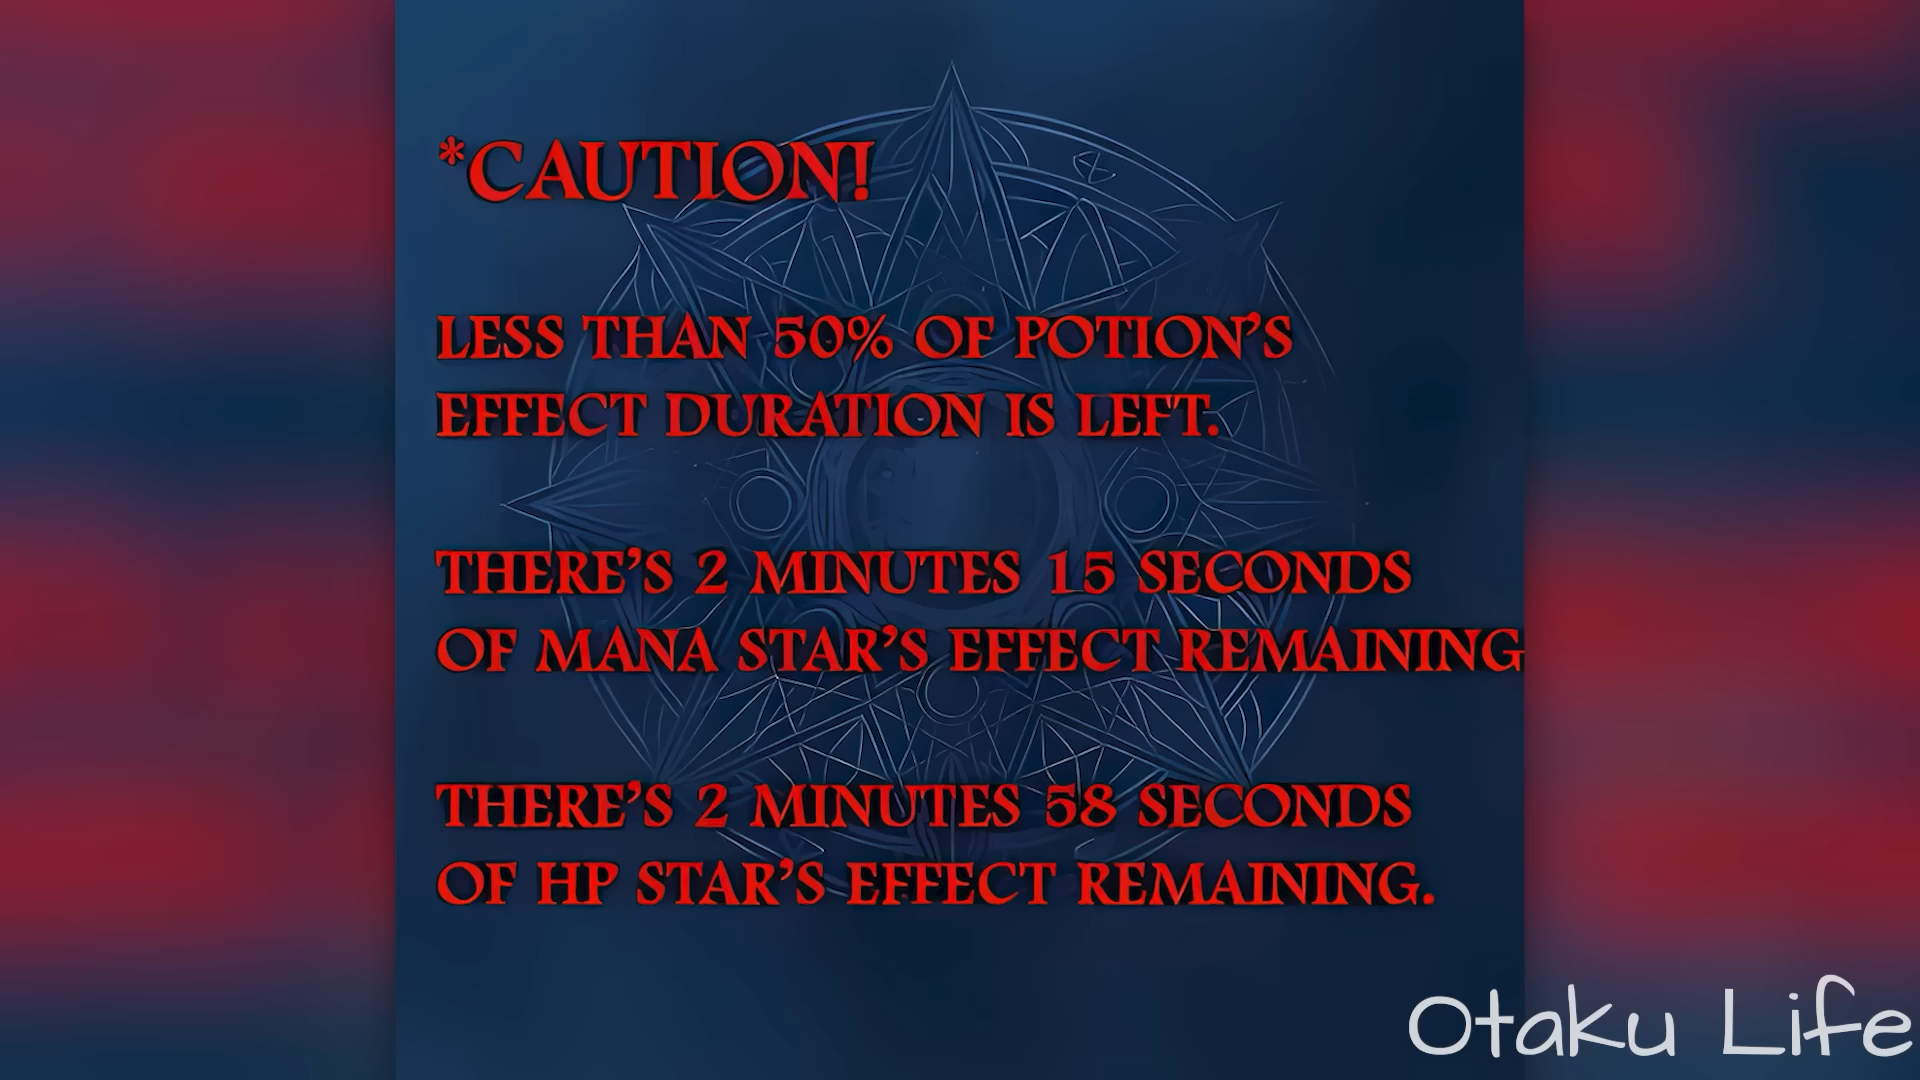 *CAUTION!
LESS THAN 50% OF POTION'S
EFFECT DURATION IS LEFT.
THERE'S 2 MINUTES 15 SECONDS
OF MANA STAR'S EFFECT REMAINING
THERE'S 2 MINUTES 58 SECONDS
OF HP STAR'S EFFECT REMAINING.
Otaku Life